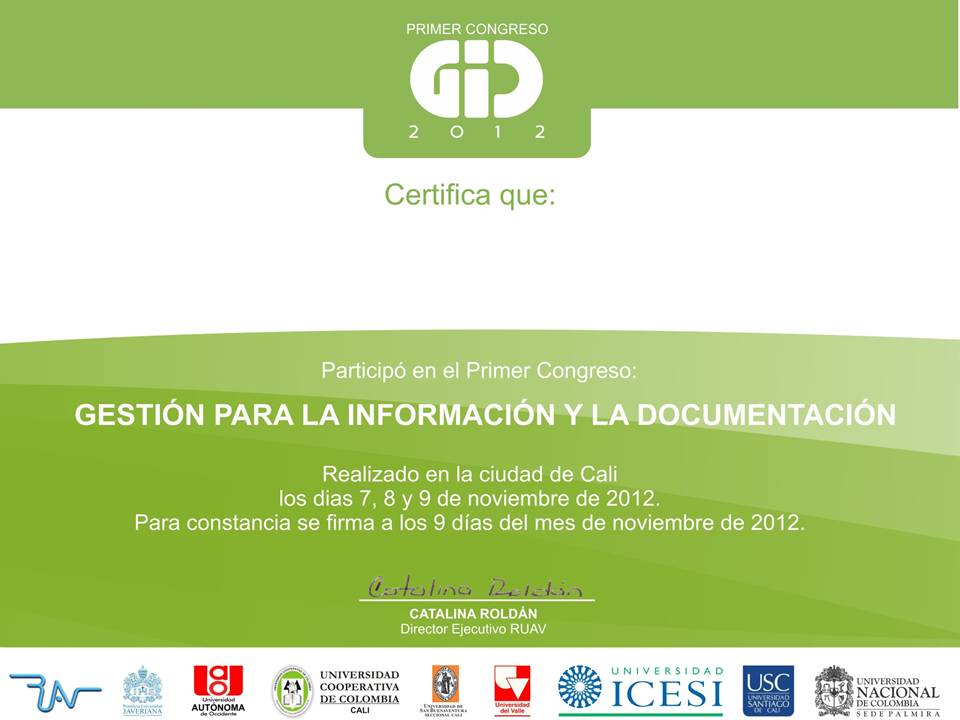 PRIMER CONGRESO
GID
2012
Certifica que:
Participó en el Primer Congreso:
GESTIÓN PARA LA INFORMACIÓN Y LA DOCUMENTACIÓN
Realizado en la ciudad de Cali
los dias 7, 8 y 9 de noviembre de 2012.
Para constancia se firma a los 9 días del mes de noviembre de 2012.
Catalina Roldán
CATALINA ROLDÁN
Director Ejecutivo RUAV
Pontificia Universidad
JAVERIANA
Universidad
AUTÓNOMA
de Occidente
UNIVERSIDAD
COOPERATIVA
DE COLOMBIA
CALI
UNIVERSIDAD DE
SAN BUENAVENTURA
SECCIONAL CALI
Universidad
del Valle
UNIVERSIDAD
ICESI
USC
UNIVERSIDAD
SANTIAGO
DE CALI
UNIVERSIDAD
NACIONAL
DE COLOMBIA
SEDE PALMIRA